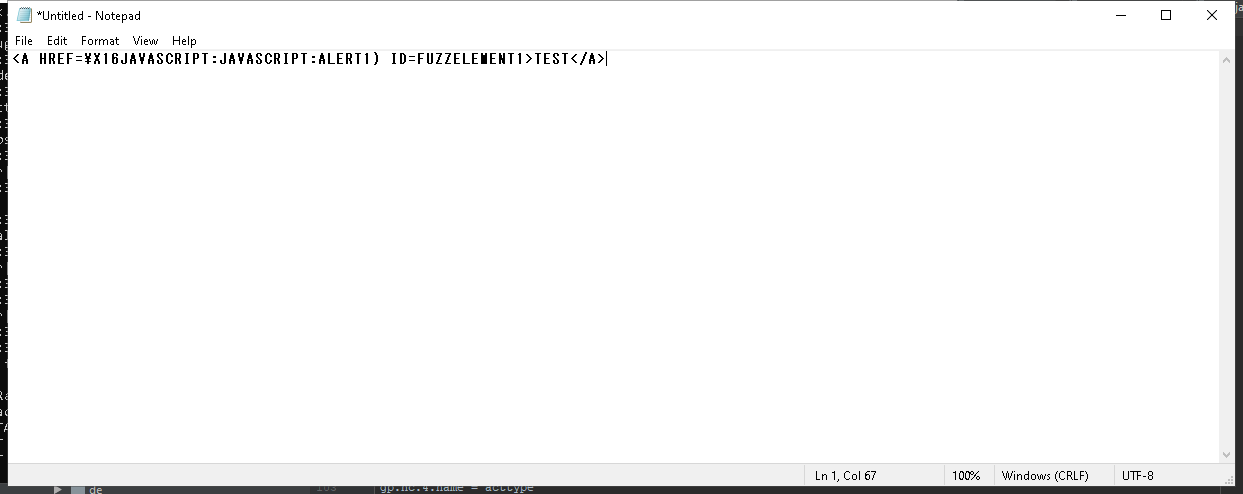 *Untitled - Notepad
File Edit Format View Help
<A HREF=¥X16JAVASCRIPT:JAVASCRIPT:ALERT1) ID=FUZZELEMENT1>TEST</A>
Ln 1, Col 67 100% Windows (CRLF) UTF-8
de
gp.nc.4.name = acctype